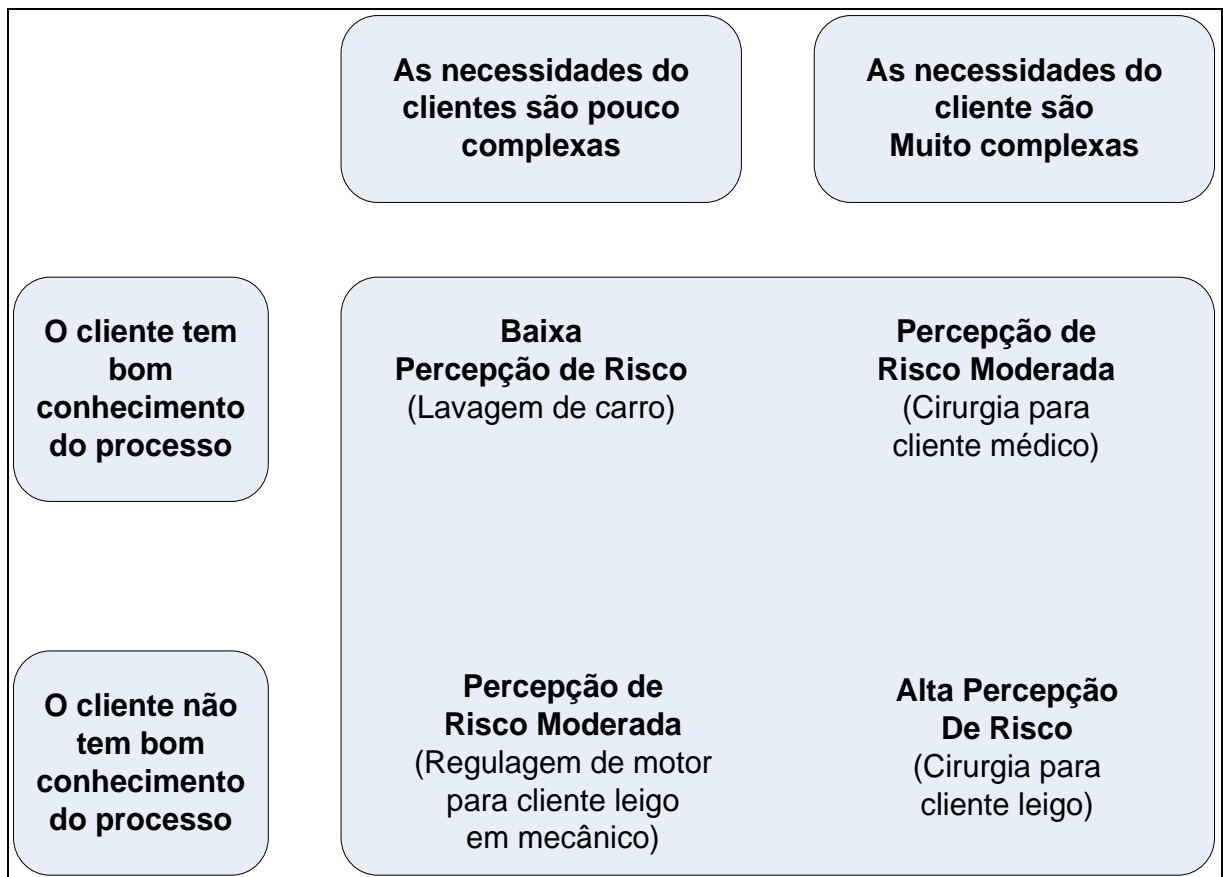 As necessidades do
clientes são pouco
complexas
As necessidades do
cliente são
Muito complexas
O cliente tem
bom
conhecimento
do processo
Baixa
Percepção de Risco
(Lavagem de carro)
Percepção de
Risco Moderada
(Cirurgia para
cliente médico)
O cliente não
tem bom
conhecimento
do processo
Percepção de
Risco Moderada
(Regulagem de motor
para cliente leigo
em mecânico)
Alta Percepção
De Risco
(Cirurgia para
cliente leigo)